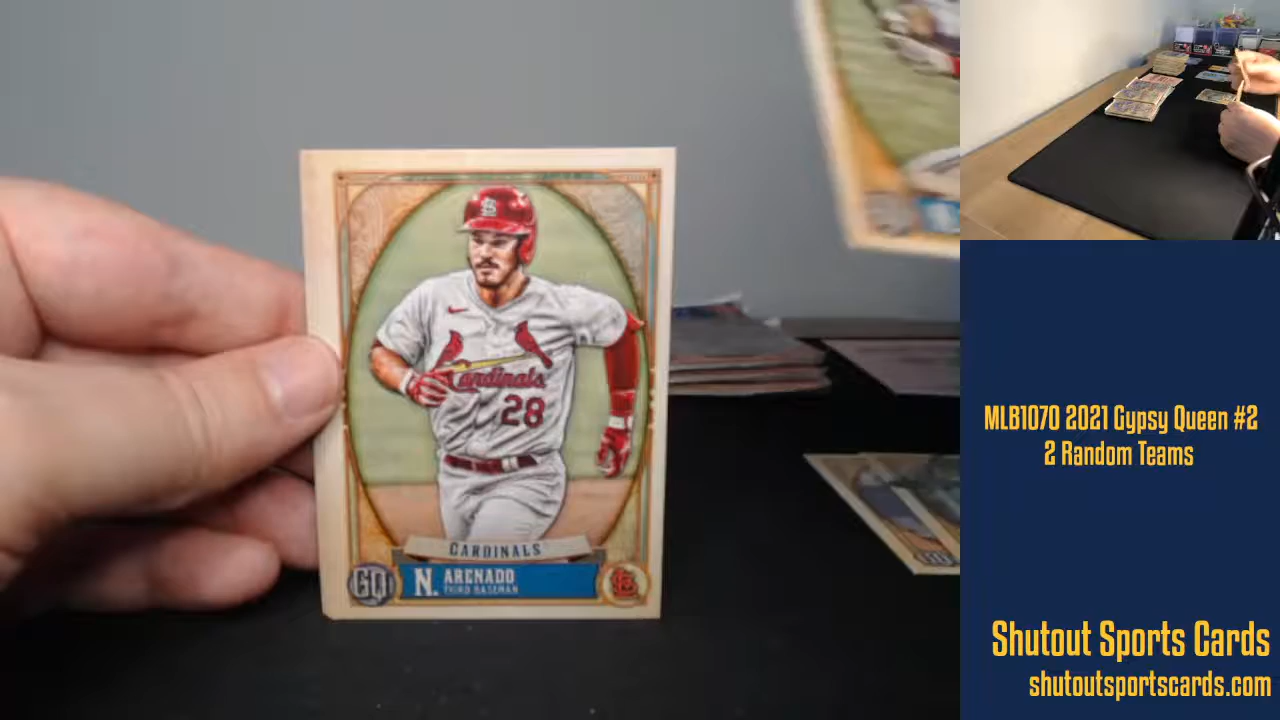 Cardinals
28
CARDINALS
GQ
N. ARENADO
THIRD BASEMAN
MLB1070 2021 Gypsy Queen #2
2 Random Teams
Shutout Sports Cards
shutoutsportscards.com